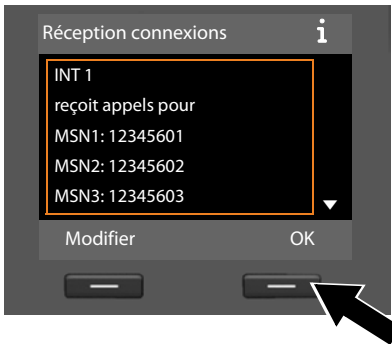 Réception connexions i
INT 1
reçoit appels pour
MSN1: 12345601
MSN2: 12345602
MSN3: 12345603
Modifier OK